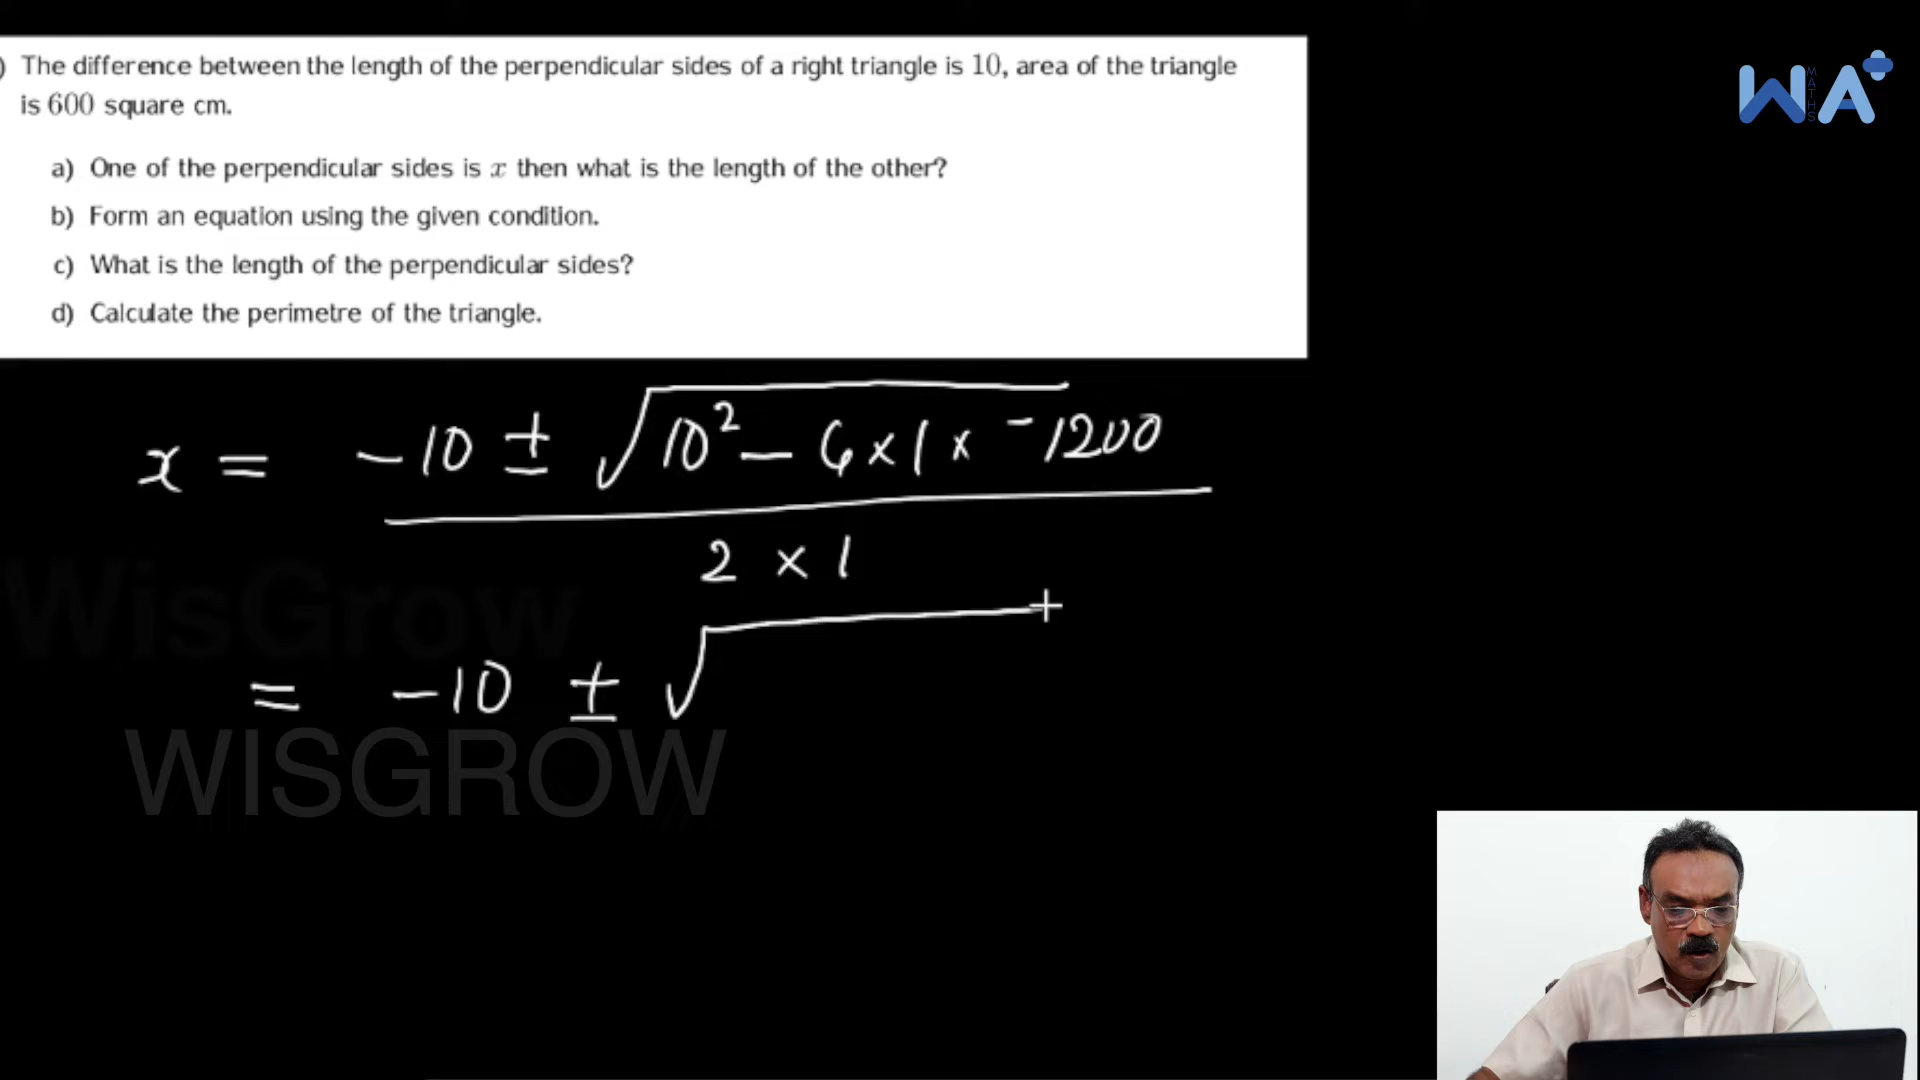 ) The difference between the length of the perpendicular sides of a right triangle is 10, area of the triangle
is 600 square cm.
a) One of the perpendicular sides is x then what is the length of the other?
b) Form an equation using the given condition.
c) What is the length of the perpendicular sides?
d) Calculate the perimetre of the triangle.
WA+
MATHS
x = -10 ± √10² - 4×1× -1200
2 × 1
= -10 ± √
WisGrow
WISGROW